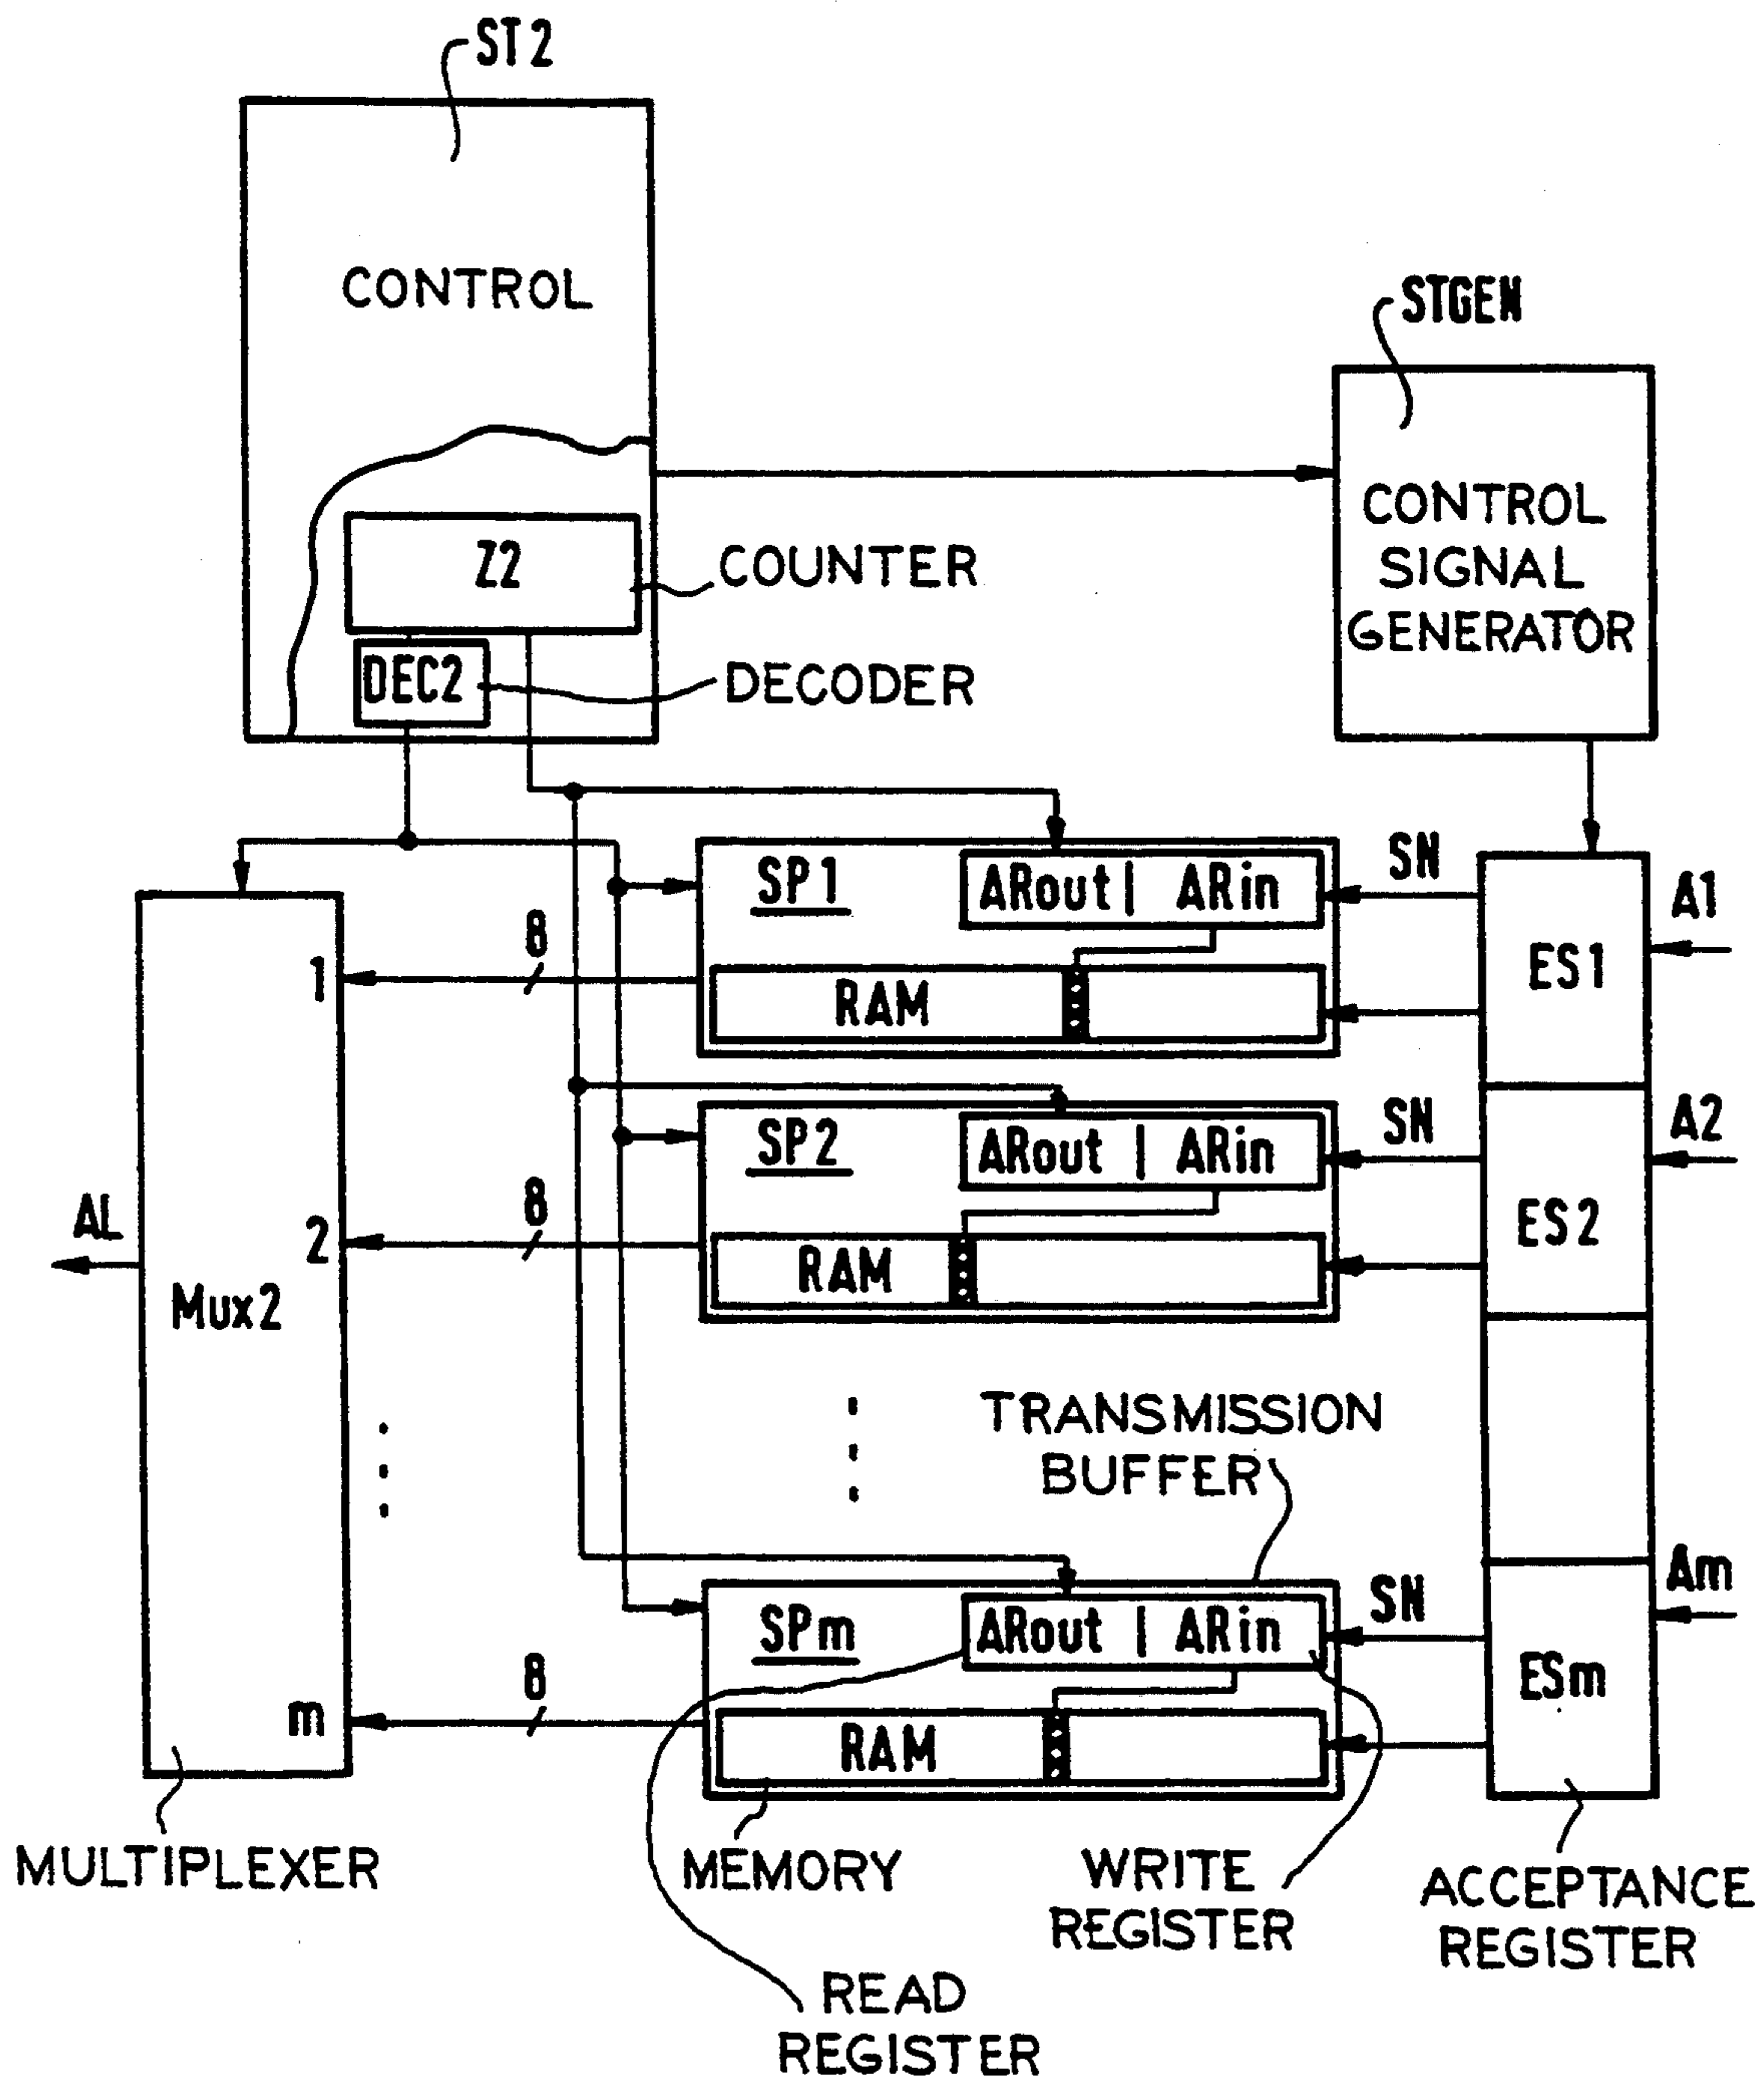 ST2
CONTROL
STGEN
CONTROL
SIGNAL
GENERATOR
Z2
COUNTER
DEC2
DECODER
SP1
ARout | ARin
SN
A1
8
1
RAM
ES1
SP2
ARout | ARin
SN
A2
AL
8
2
RAM
ES2
Mux2
TRANSMISSION
BUFFER
SPm
ARout | ARin
SN
Am
8
m
RAM
ESm
MULTIPLEXER
MEMORY
WRITE
REGISTER
ACCEPTANCE
REGISTER
READ
REGISTER